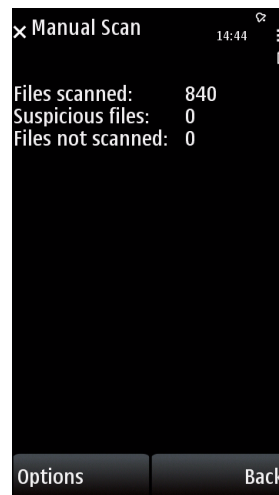 Manual Scan
14:44
Files scanned: 840
Suspicious files: 0
Files not scanned: 0
Options Back